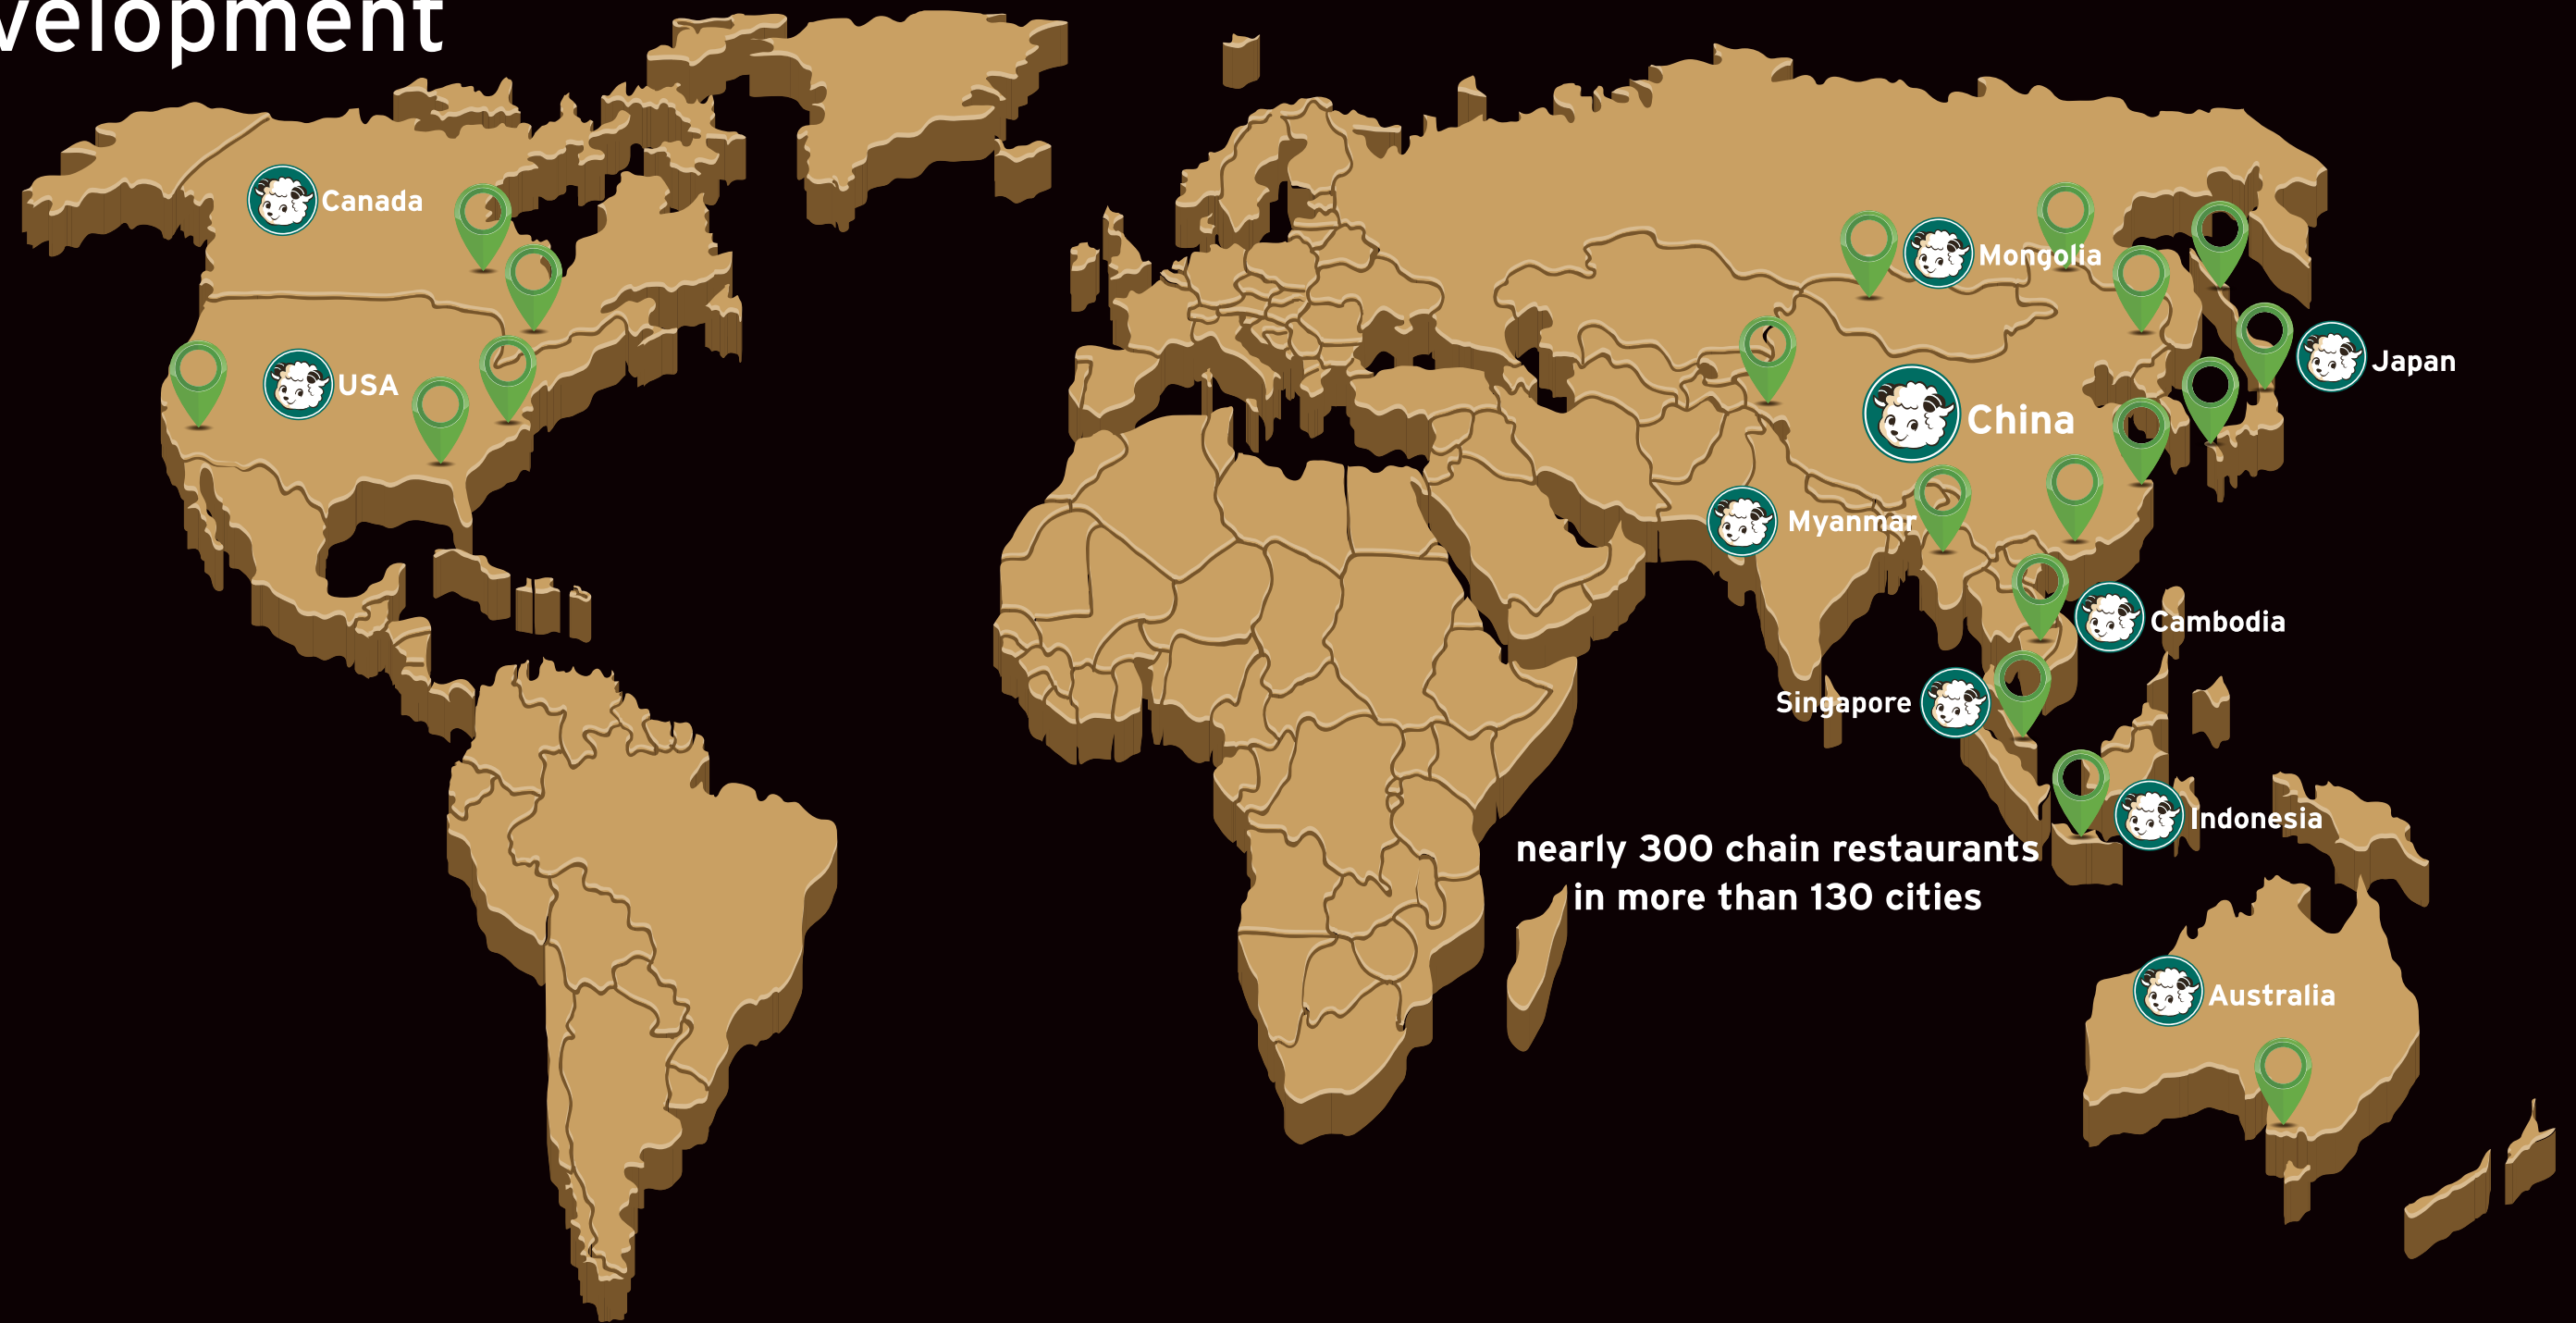 velopment
Canada
Mongolia
Japan
USA
China
Myanmar
Cambodia
Singapore
Indonesia
nearly 300 chain restaurants
in more than 130 cities
Australia